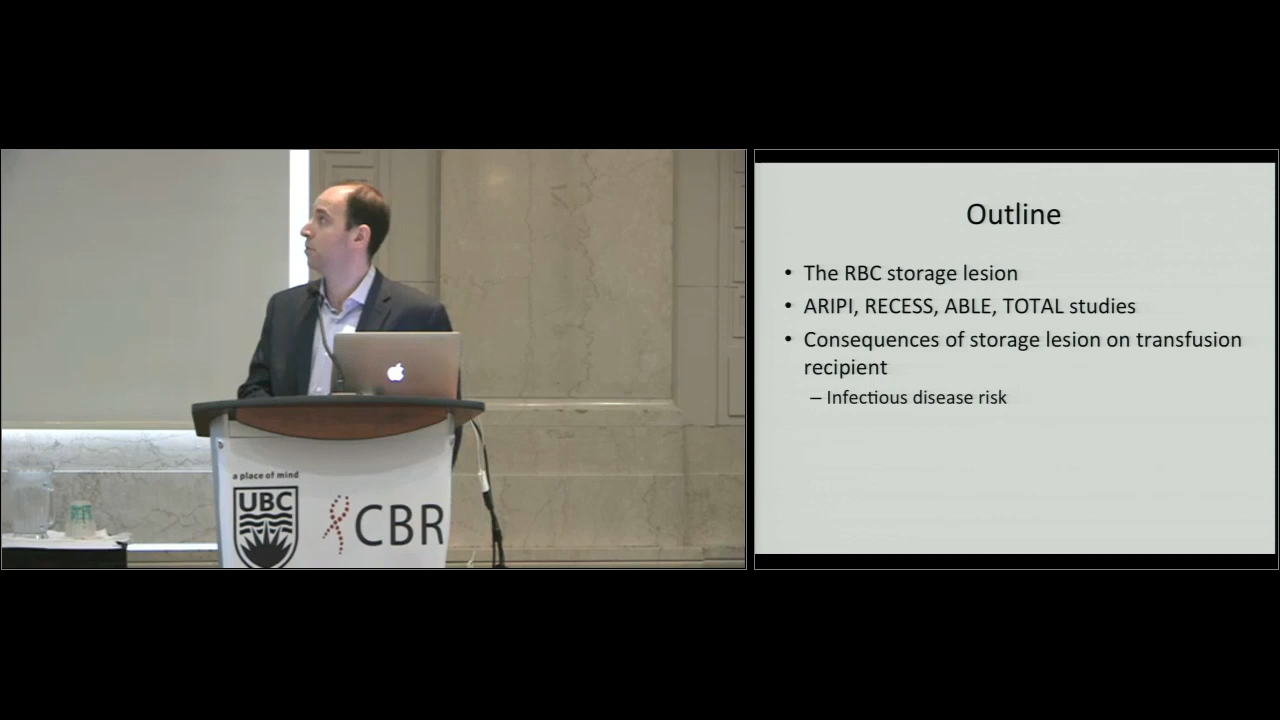 a place of mind
UBC
CBR
Outline
• The RBC storage lesion
• ARIPI, RECESS, ABLE, TOTAL studies
• Consequences of storage lesion on transfusion
recipient
– Infectious disease risk